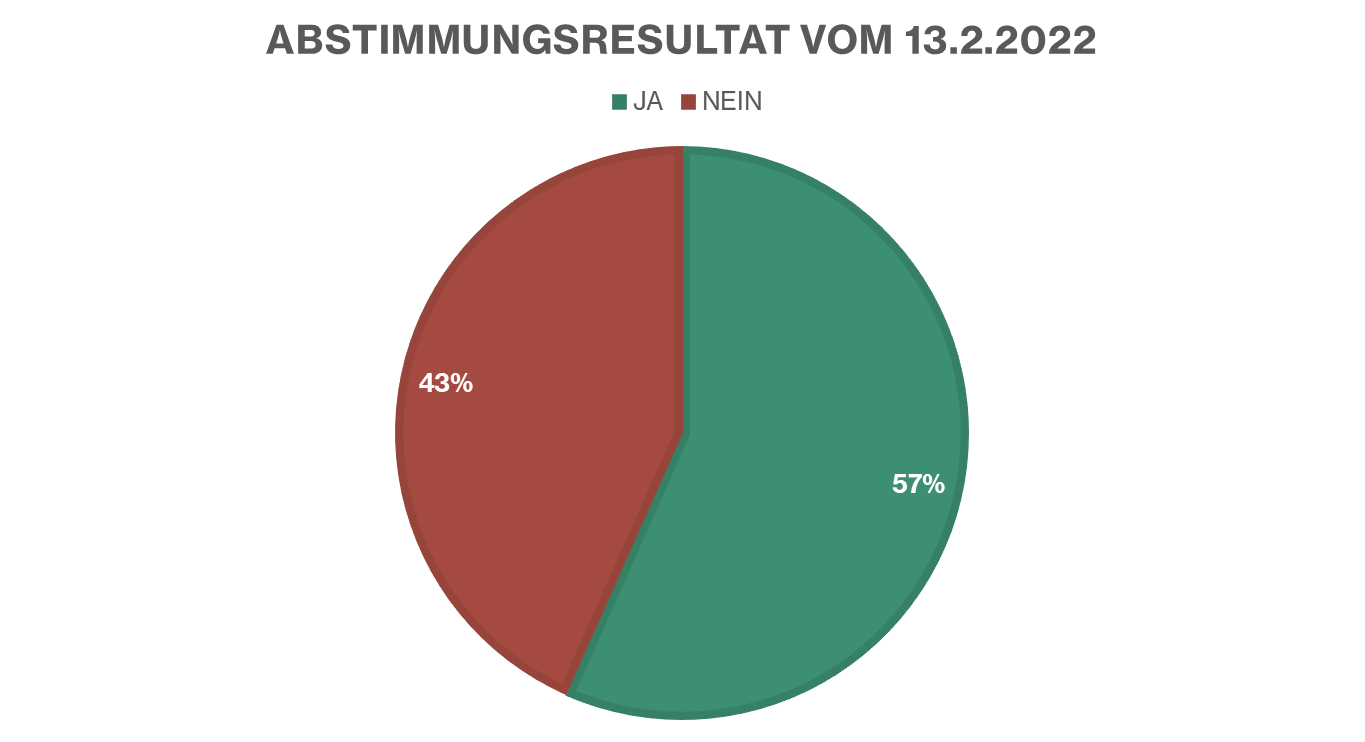 ABSTIMMUNGSRESULTAT VOM 13.2.2022
JA NEIN
43%
57%